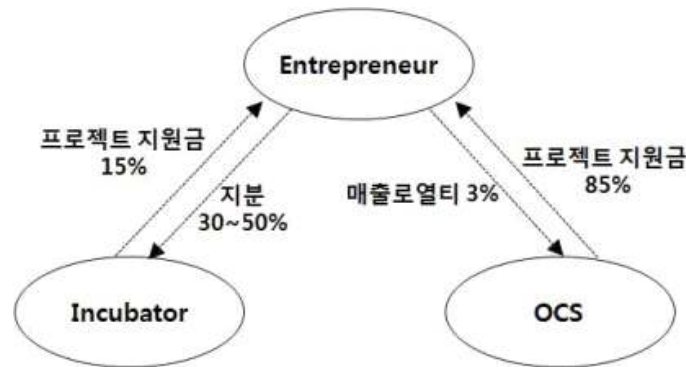 Entrepreneur
프로젝트 지원금
15%
지분
30~50%
매출로열티 3%
프로젝트 지원금
85%
Incubator
OCS